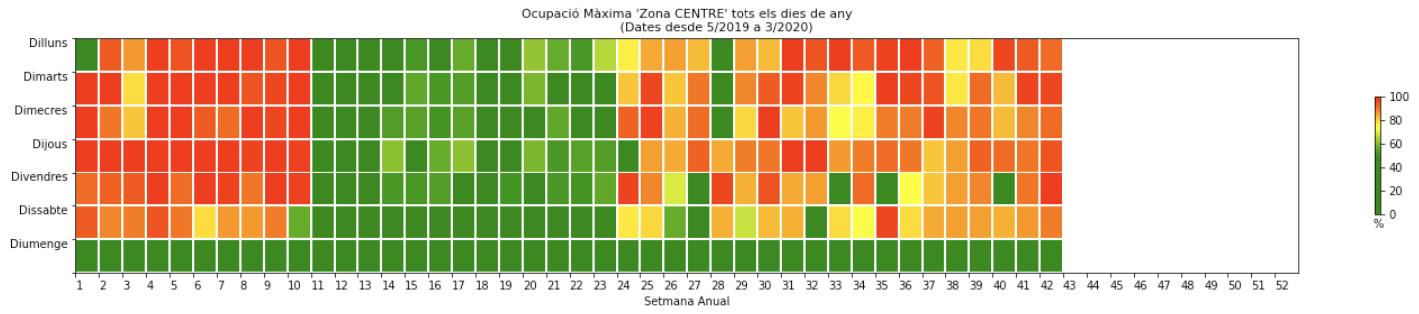 Ocupació Màxima 'Zona CENTRE' tots els dies de any
(Dates desde 5/2019 a 3/2020)
Dilluns
Dimarts
Dimecres
Dijous
Divendres
Dissabte
Diumenge
1 2 3 4 5 6 7 8 9 10 11 12 13 14 15 16 17 18 19 20 21 22 23 24 25 26 27 28 29 30 31 32 33 34 35 36 37 38 39 40 41 42 43 44 45 46 47 48 49 50 51 52
Setmana Anual
100
80
60
40
20
0
%